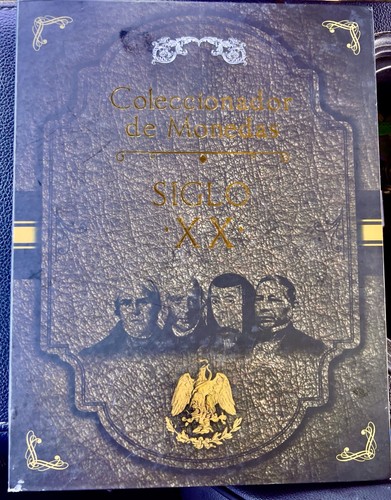 Coleccionador
de Monedas
SIGLO
·XX·